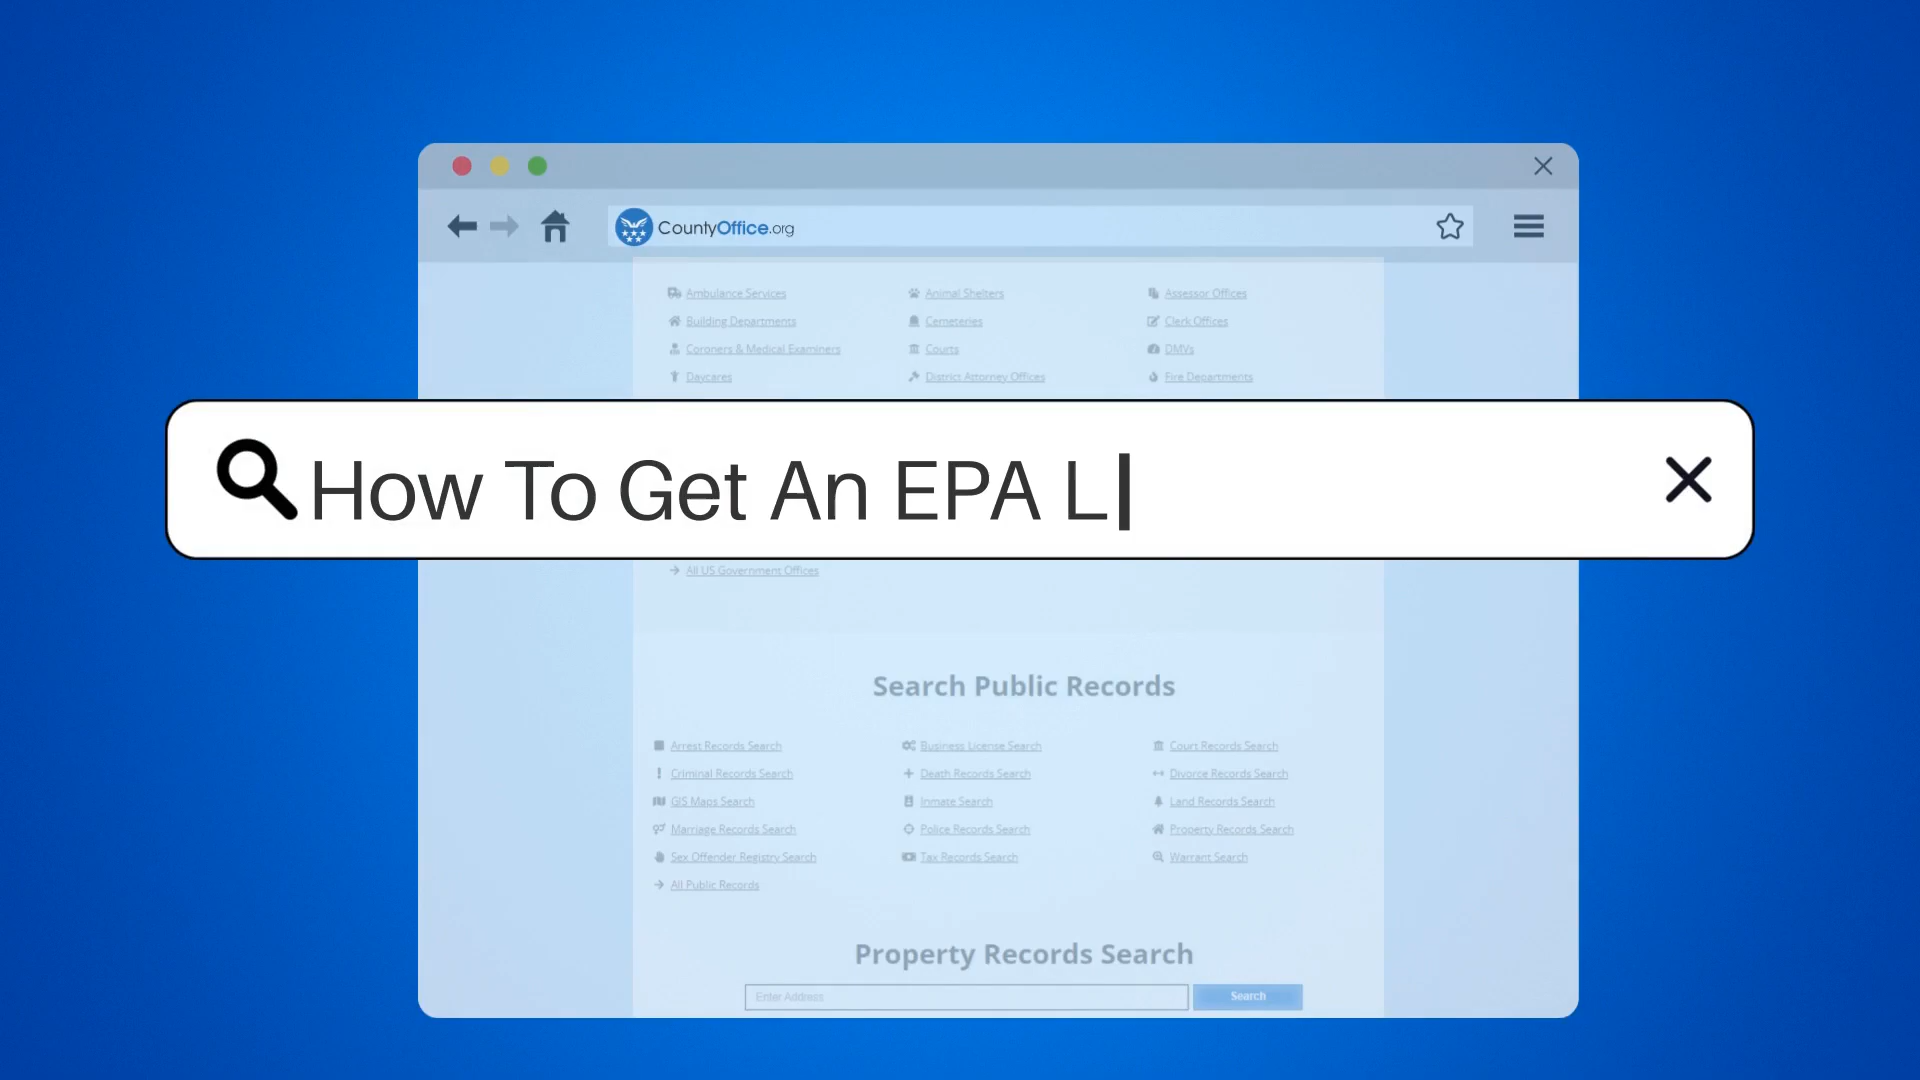 CountyOffice.org
Ambulance Services Animal Shelters Assessor Offices
Building Departments Cemeteries Clerk Offices
Coroners & Medical Examiners Courts DMVs
Daycares District Attorney Offices Fire Departments
How To Get An EPA L
All US Government Offices
Search Public Records
Arrest Records Search Business License Search Court Records Search
Criminal Records Search Death Records Search Divorce Records Search
GIS Maps Search Inmate Search Land Records Search
Marriage Records Search Police Records Search Property Records Search
Sex Offender Registry Search Tax Records Search Warrant Search
All Public Records
Property Records Search
Enter Address Search